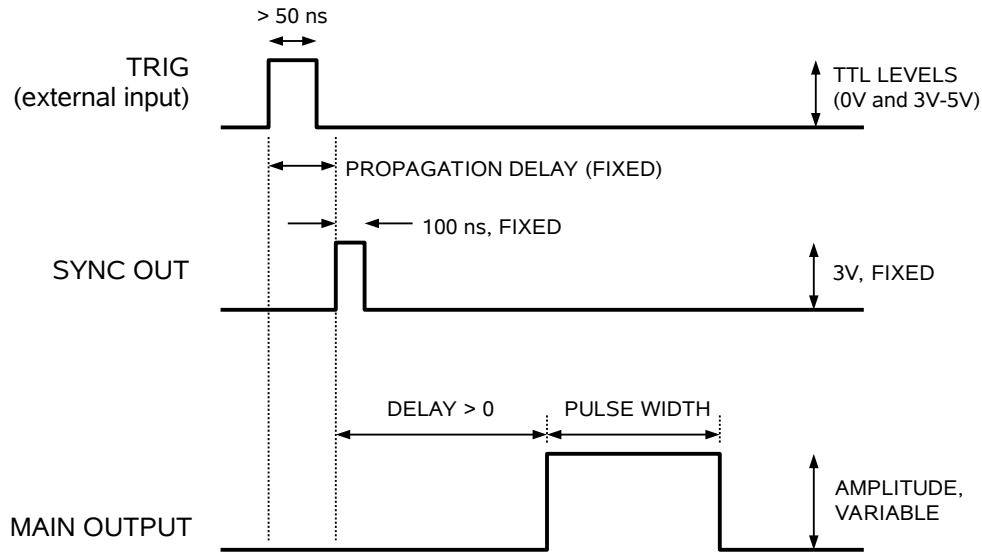 > 50 ns
TRIG
(external input)
TTL LEVELS
(0V and 3V-5V)
PROPAGATION DELAY (FIXED)
100 ns, FIXED
SYNC OUT
3V, FIXED
DELAY > 0
PULSE WIDTH
AMPLITUDE,
VARIABLE
MAIN OUTPUT